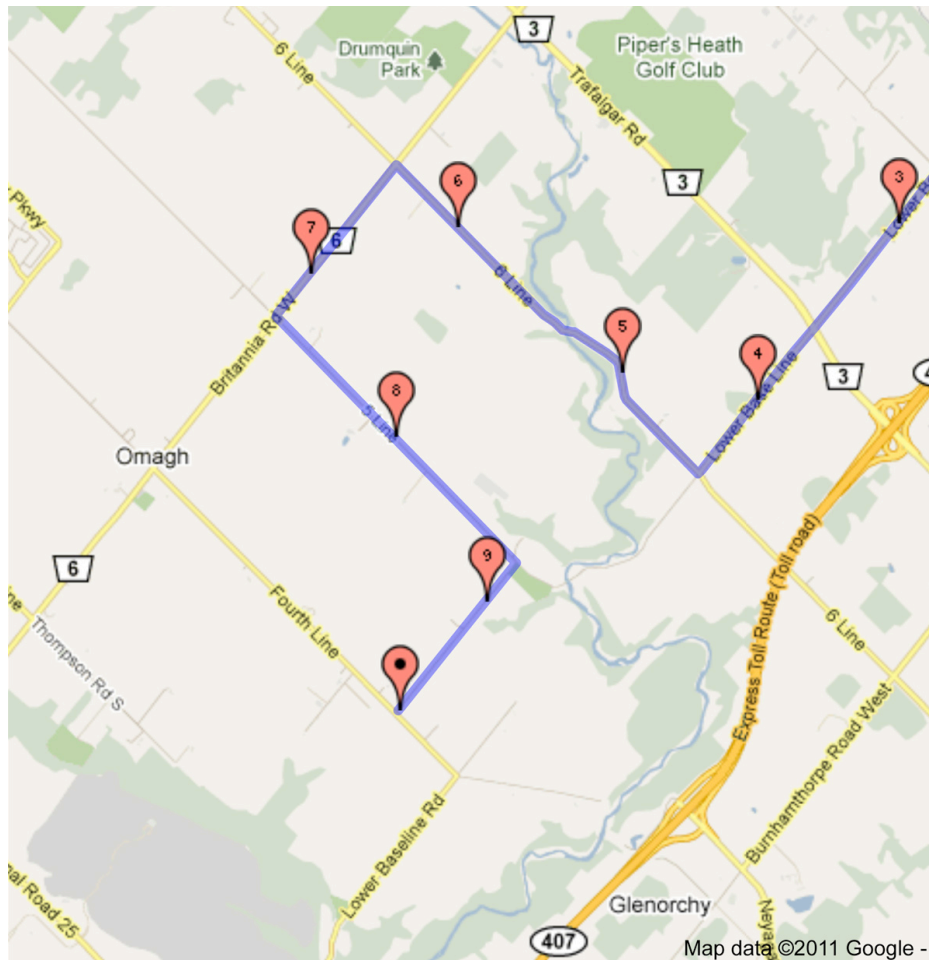 3
6 Line
Drumquin
Park
Piper's Heath
Golf Club
Trafalgar Rd
3
3
6
Pkwy
Lower
7
6
6 Line
5
4
Britannia Rd W
3
4
8
Lower Base Line
5 Line
Omagh
9
6
Fourth Line
Express Toll Route (Toll road)
6 Line
Thompson Rd S
Burnhamthorpe Road West
Lower Baseline Rd
Road 25
Glenorchy
407
Map data ©2011 Google -